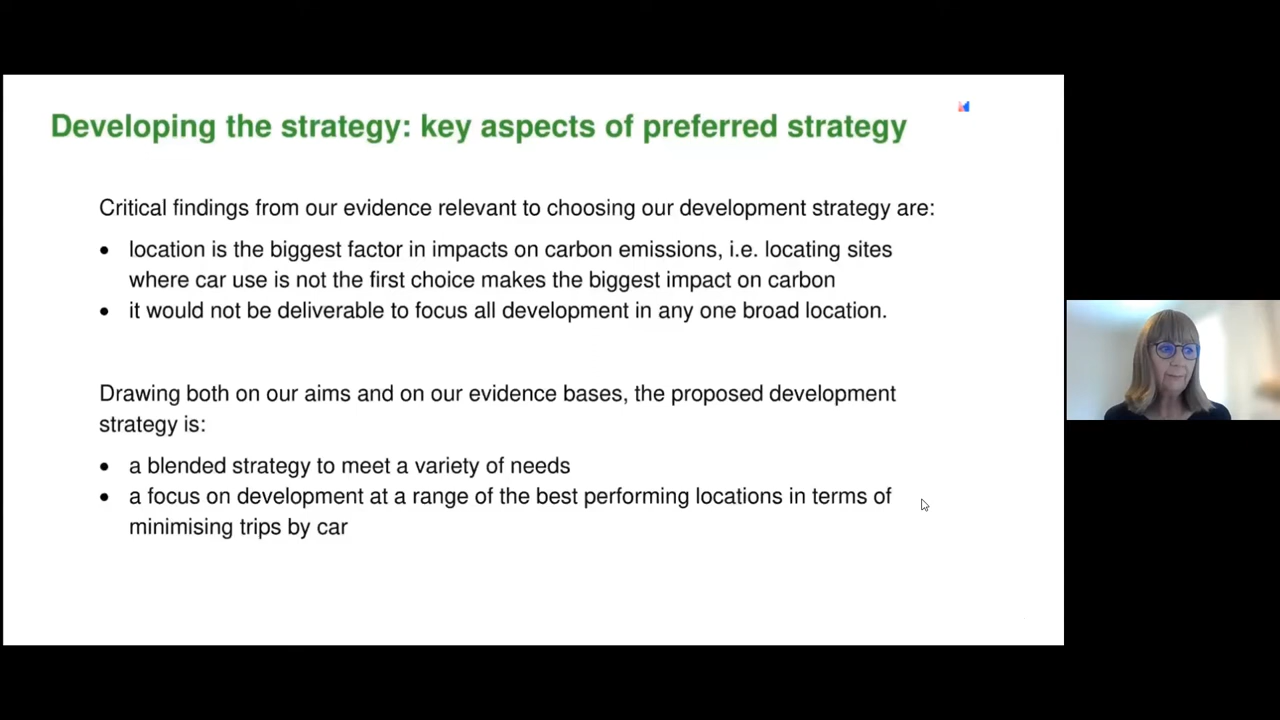 Developing the strategy: key aspects of preferred strategy
Critical findings from our evidence relevant to choosing our development strategy are:
• location is the biggest factor in impacts on carbon emissions, i.e. locating sites
where car use is not the first choice makes the biggest impact on carbon
• it would not be deliverable to focus all development in any one broad location.
Drawing both on our aims and on our evidence bases, the proposed development
strategy is:
• a blended strategy to meet a variety of needs
• a focus on development at a range of the best performing locations in terms of
minimising trips by car